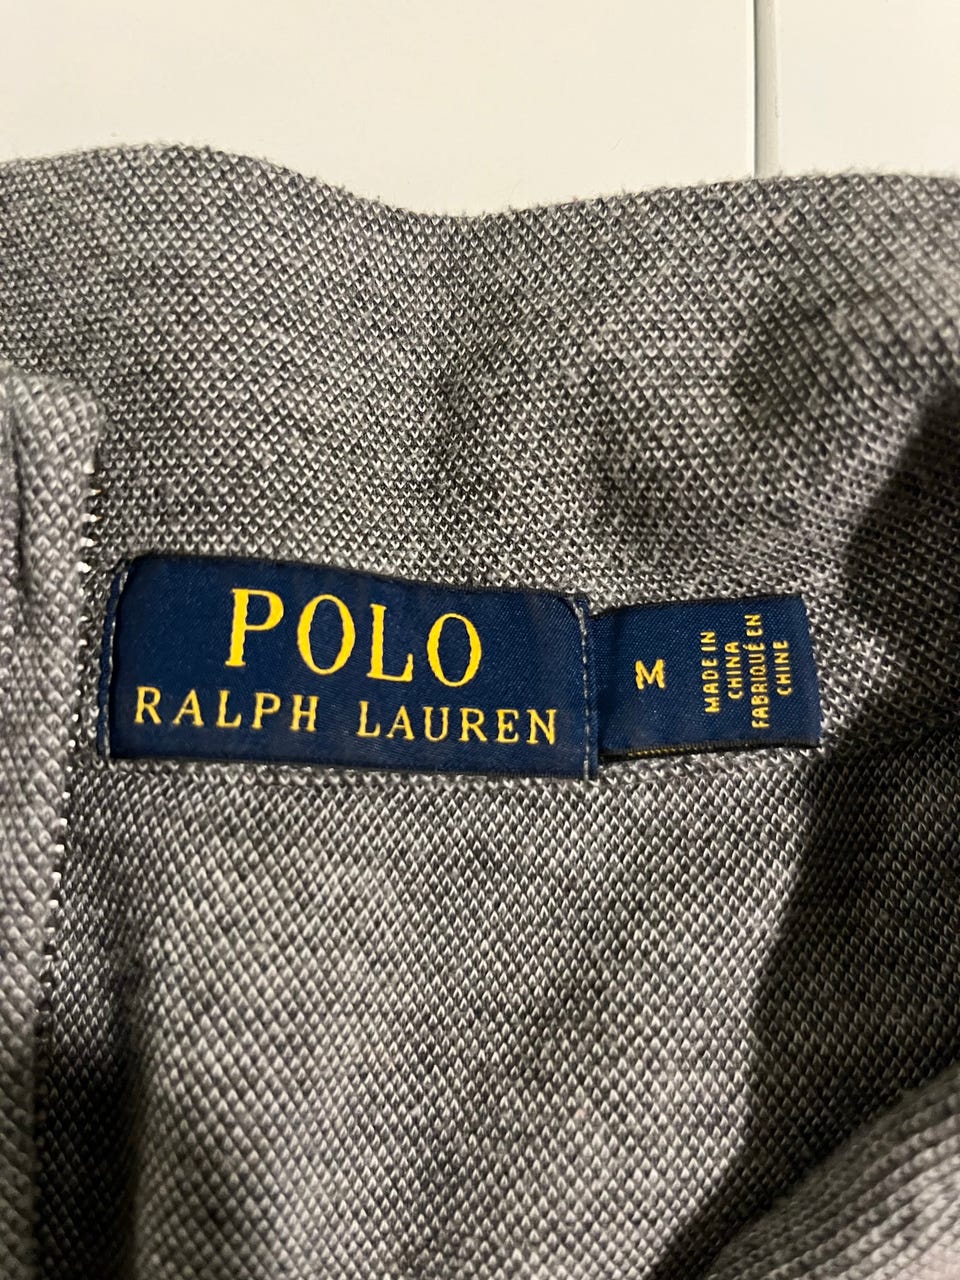 POLO
RALPH LAUREN
M
MADE IN
CHINA
FABRIQUÉ EN
CHINE